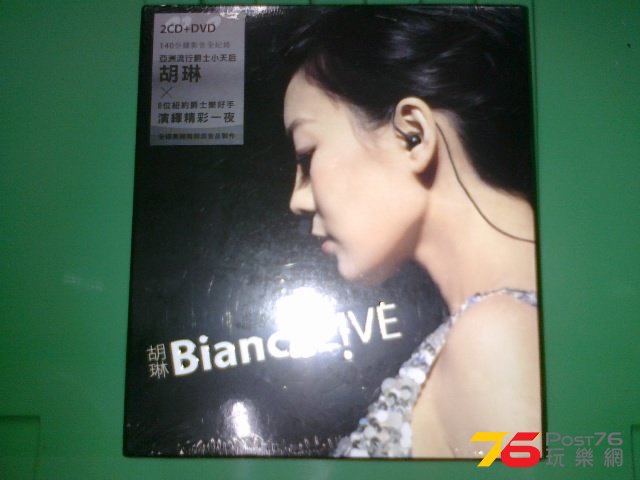 2CD+DVD
140分鐘影音全紀錄
亞洲流行爵士小天后
胡琳
×
8位紐約爵士樂好手
演繹精彩一夜
胡琳
Bianc
LIVE
76 POST76
玩樂網